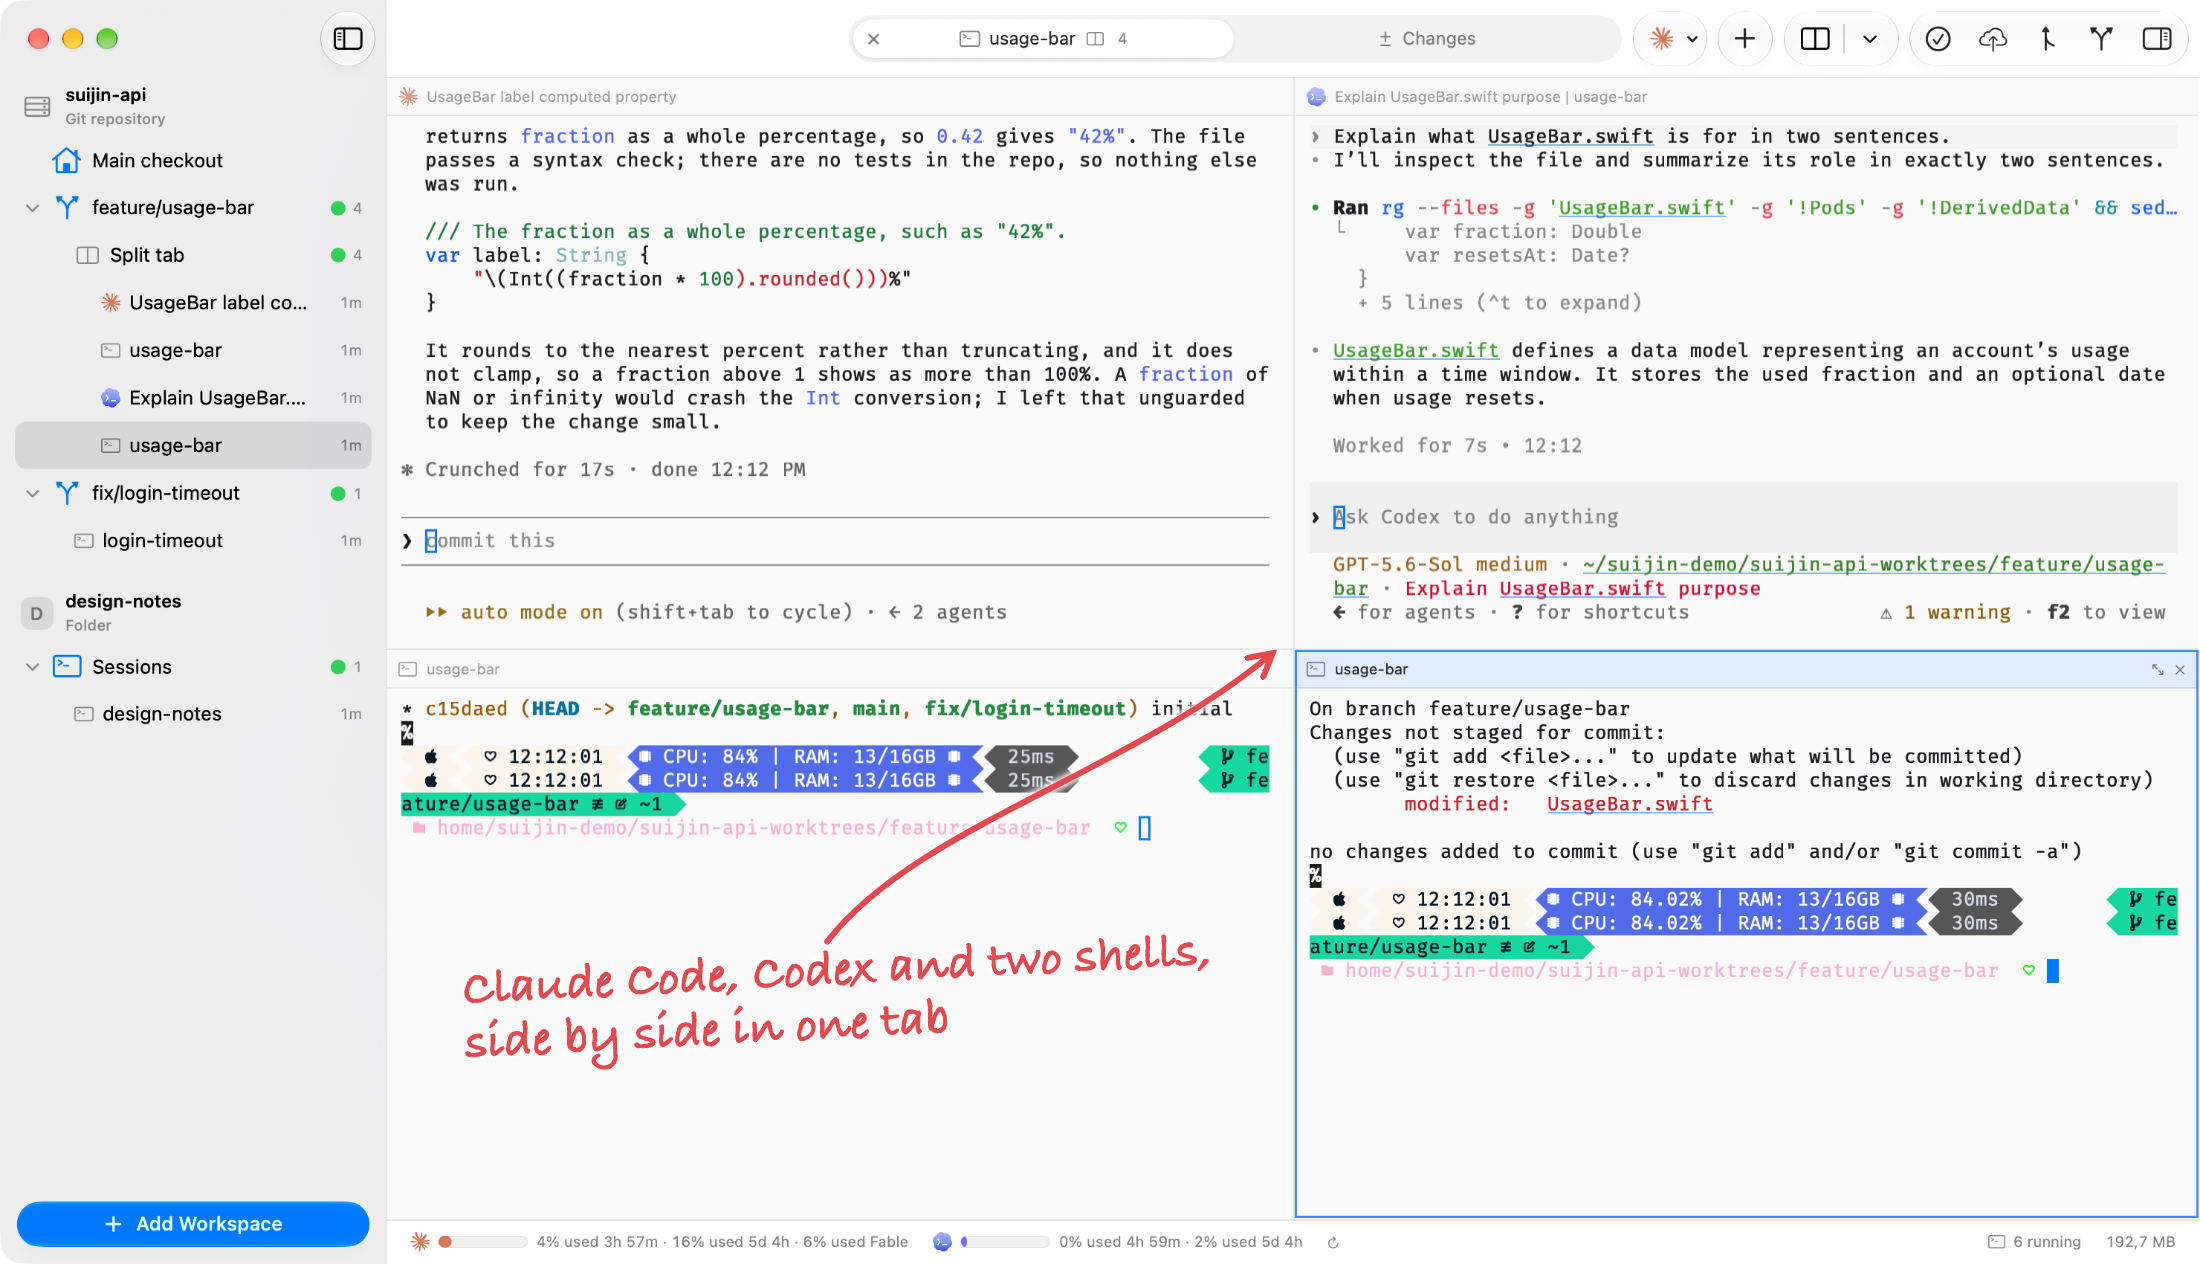 suijin-api
Git repository
Main checkout
feature/usage-bar 4
Split tab 4
UsageBar label co... 1m
usage-bar 1m
Explain UsageBar.... 1m
usage-bar 1m
fix/login-timeout 1
login-timeout 1m
D design-notes
Folder
Sessions 1
design-notes 1m
+ Add Workspace
usage-bar 4
± Changes
UsageBar label computed property
returns fraction as a whole percentage, so 0.42 gives "42%". The file
passes a syntax check; there are no tests in the repo, so nothing else
was run.
/// The fraction as a whole percentage, such as "42%".
var label: String {
"\(Int((fraction * 100).rounded()))%"
}
It rounds to the nearest percent rather than truncating, and it does
not clamp, so a fraction above 1 shows as more than 100%. A fraction of
NaN or infinity would crash the Int conversion; I left that unguarded
to keep the change small.
✻ Crunched for 17s · done 12:12 PM
❯ commit this
⏵⏵ auto mode on (shift+tab to cycle) · ← 2 agents
Explain UsageBar.swift purpose | usage-bar
› Explain what UsageBar.swift is for in two sentences.
• I’ll inspect the file and summarize its role in exactly two sentences.
• Ran rg --files -g 'UsageBar.swift' -g '!Pods' -g '!DerivedData' && sed…
└ var fraction: Double
var resetsAt: Date?
}
+ 5 lines (^t to expand)
• UsageBar.swift defines a data model representing an account’s usage
within a time window. It stores the used fraction and an optional date
when usage resets.
Worked for 7s • 12:12
› Ask Codex to do anything
GPT-5.6-Sol medium · ~/suijin-demo/suijin-api-worktrees/feature/usage-
bar · Explain UsageBar.swift purpose
← for agents · ? for shortcuts ⚠ 1 warning · f2 to view
usage-bar
* c15daed (HEAD -> feature/usage-bar, main, fix/login-timeout) initial
%
♡ 12:12:01 CPU: 84% | RAM: 13/16GB 25ms fe
♡ 12:12:01 CPU: 84% | RAM: 13/16GB 25ms fe
ature/usage-bar ≢ ~1
home/suijin-demo/suijin-api-worktrees/feature/usage-bar ♡
usage-bar
On branch feature/usage-bar
Changes not staged for commit:
(use "git add <file>..." to update what will be committed)
(use "git restore <file>..." to discard changes in working directory)
modified: UsageBar.swift
no changes added to commit (use "git add" and/or "git commit -a")
%
♡ 12:12:01 CPU: 84.02% | RAM: 13/16GB 30ms fe
♡ 12:12:01 CPU: 84.02% | RAM: 13/16GB 30ms fe
ature/usage-bar ≢ ~1
home/suijin-demo/suijin-api-worktrees/feature/usage-bar ♡
Claude Code, Codex and two shells,
side by side in one tab
4% used 3h 57m · 16% used 5d 4h · 6% used Fable
0% used 4h 59m · 2% used 5d 4h
6 running 192,7 MB